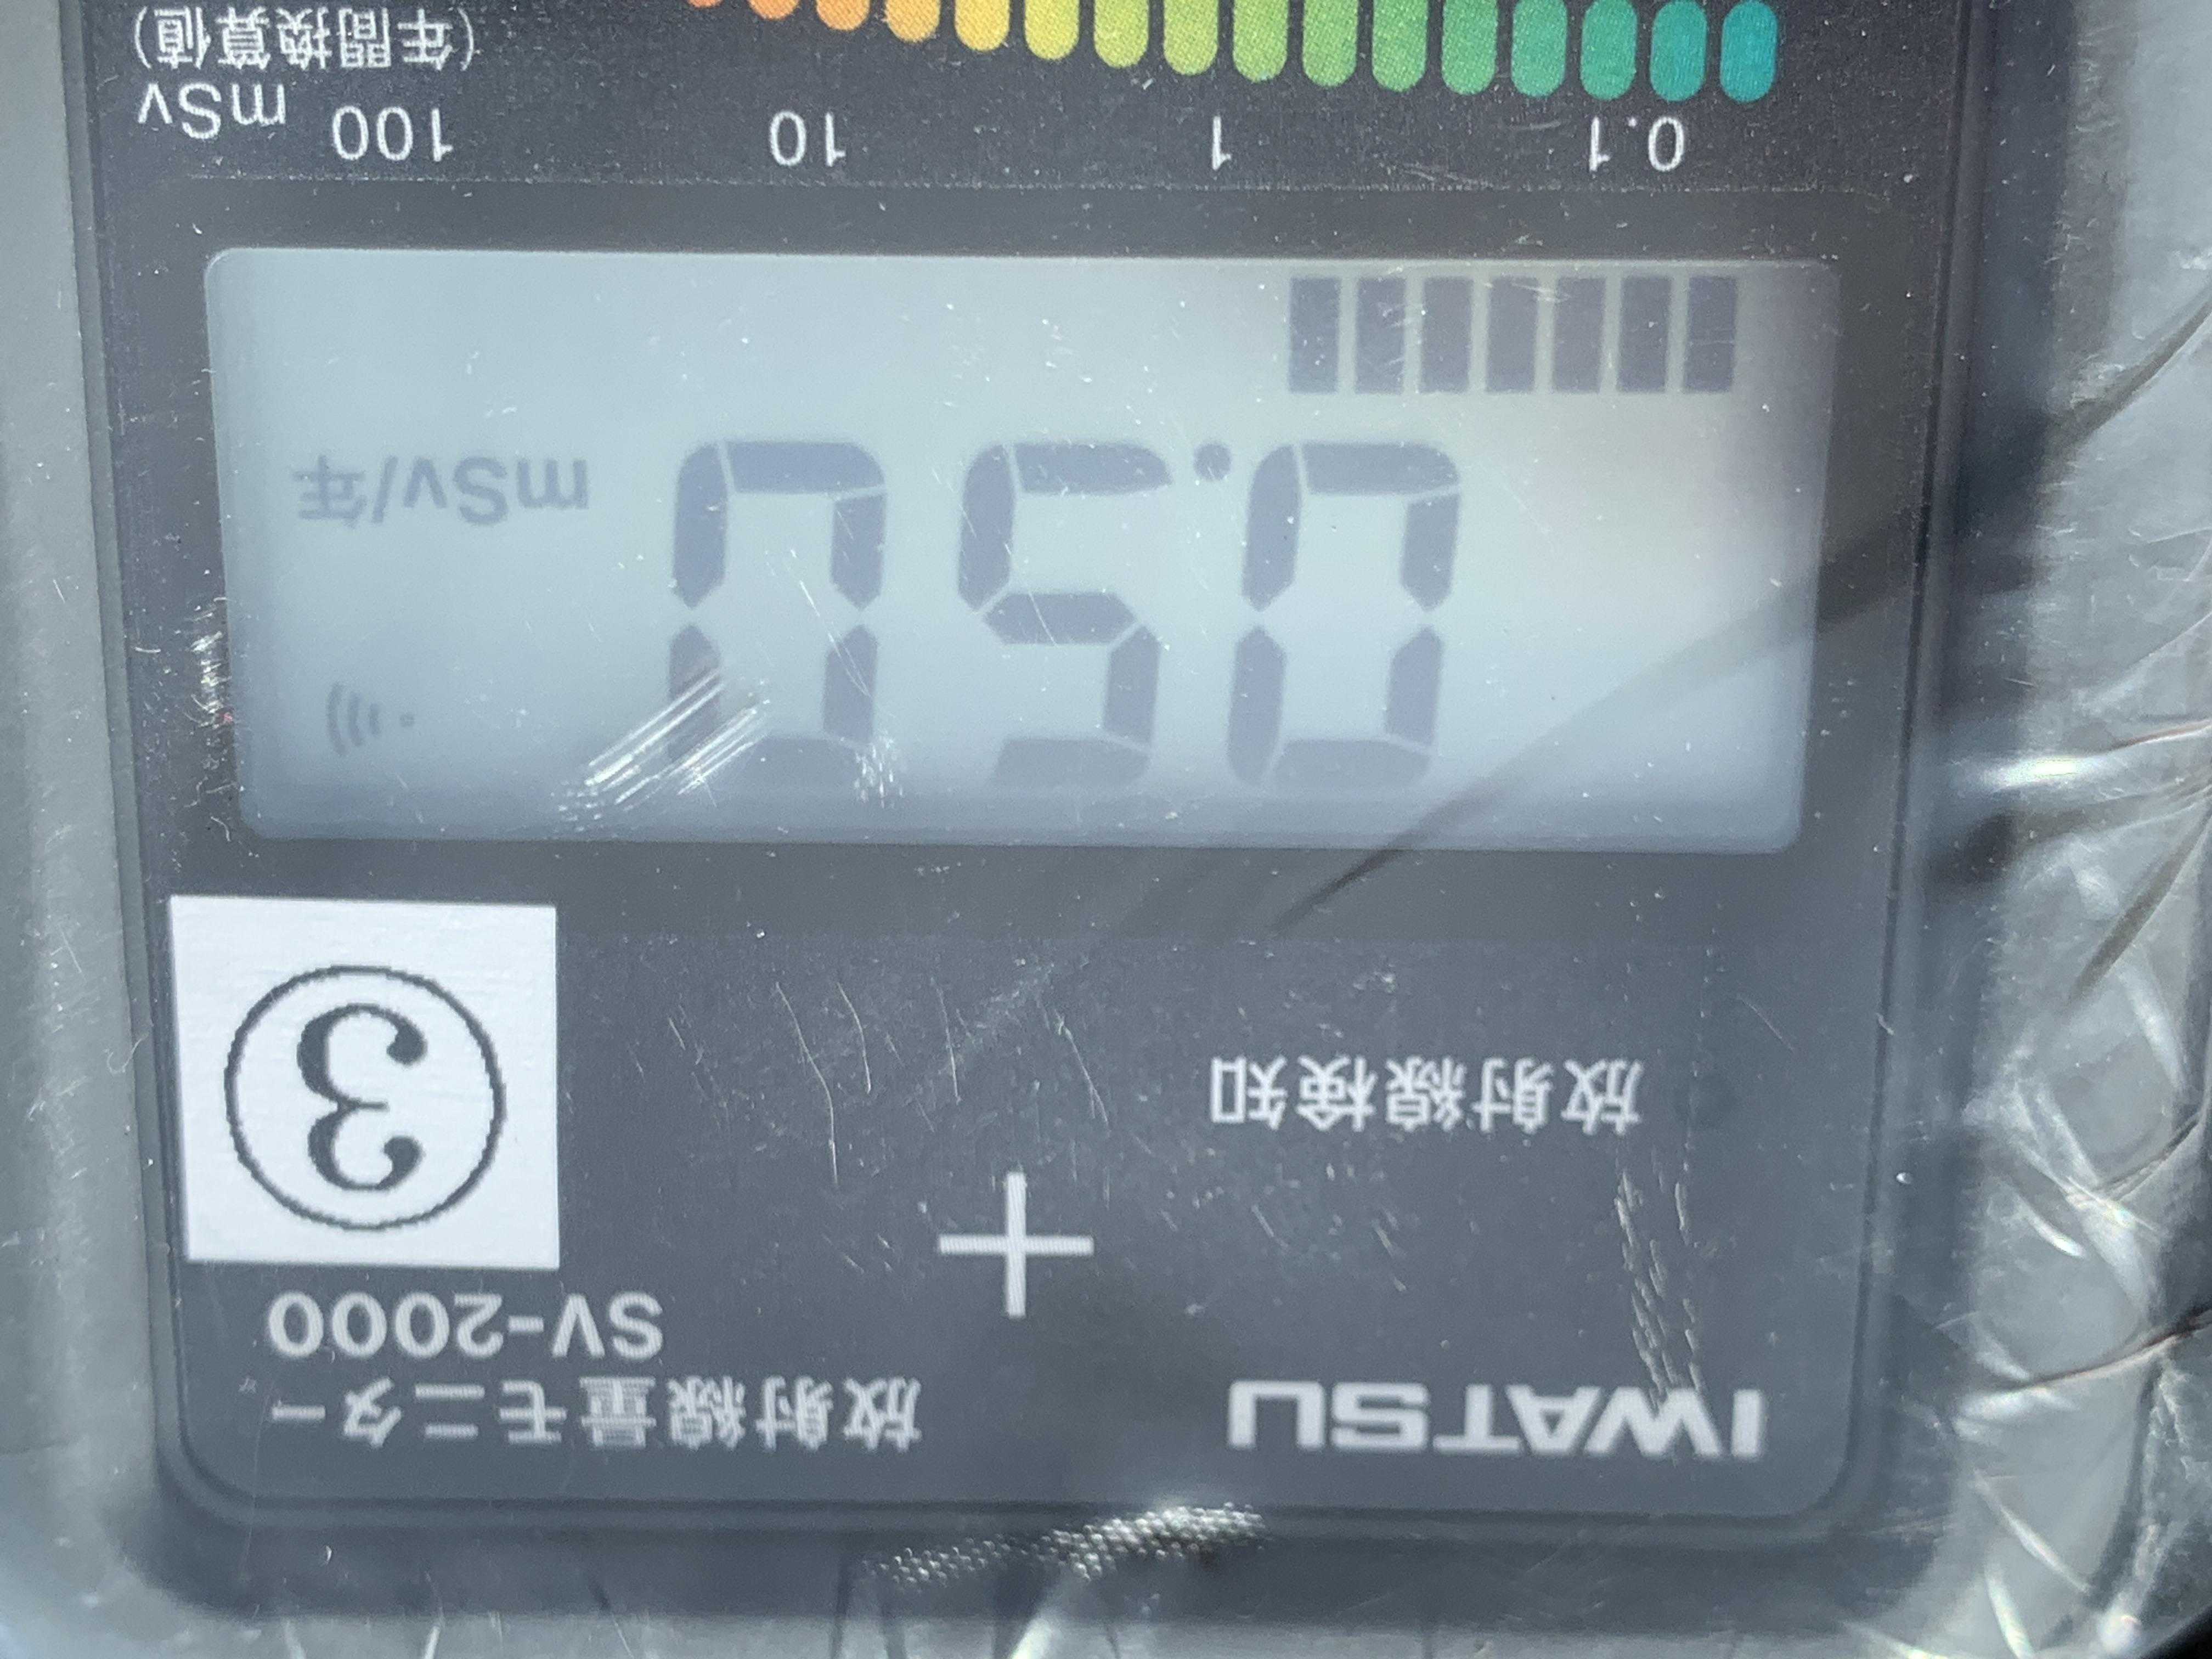 IWATSU
放射線量モニター
SV-2000
放射線検知
③
0.50
mSv/年
0.1 1 10 100 mSv
(年間換算値)